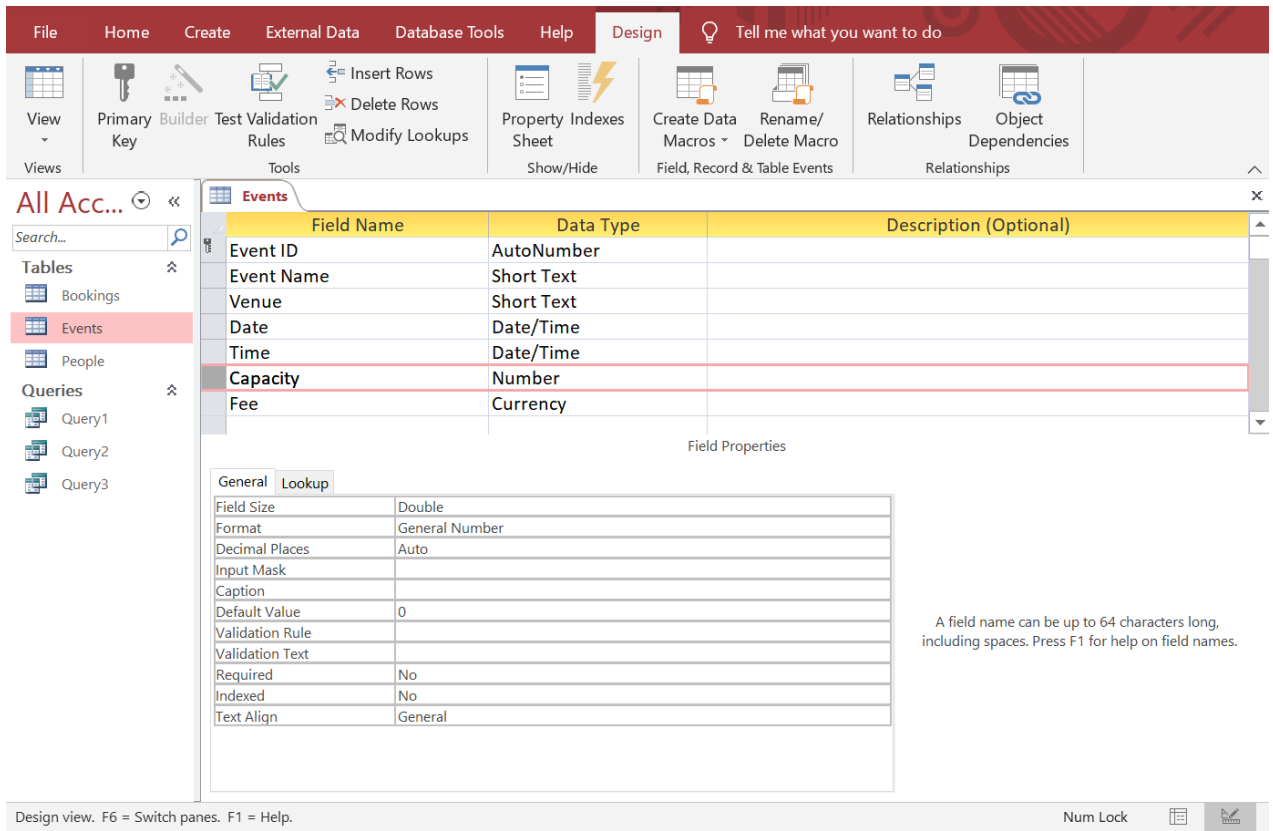 File Home Create External Data Database Tools Help Design Tell me what you want to do
View
Primary Key
Builder
Test Validation Rules
Insert Rows
Delete Rows
Modify Lookups
Property Sheet
Indexes
Create Data Macros
Rename/ Delete Macro
Relationships
Object Dependencies
Views Tools Show/Hide Field, Record & Table Events Relationships
All Acc...
Search...
Tables
Bookings
Events
People
Queries
Query1
Query2
Query3
Events
Field Name Data Type Description (Optional)
Event ID AutoNumber
Event Name Short Text
Venue Short Text
Date Date/Time
Time Date/Time
Capacity Number
Fee Currency
Field Properties
General Lookup
Field Size Double
Format General Number
Decimal Places Auto
Input Mask
Caption
Default Value 0
Validation Rule
Validation Text
Required No
Indexed No
Text Align General
A field name can be up to 64 characters long,
including spaces. Press F1 for help on field names.
Design view. F6 = Switch panes. F1 = Help. Num Lock